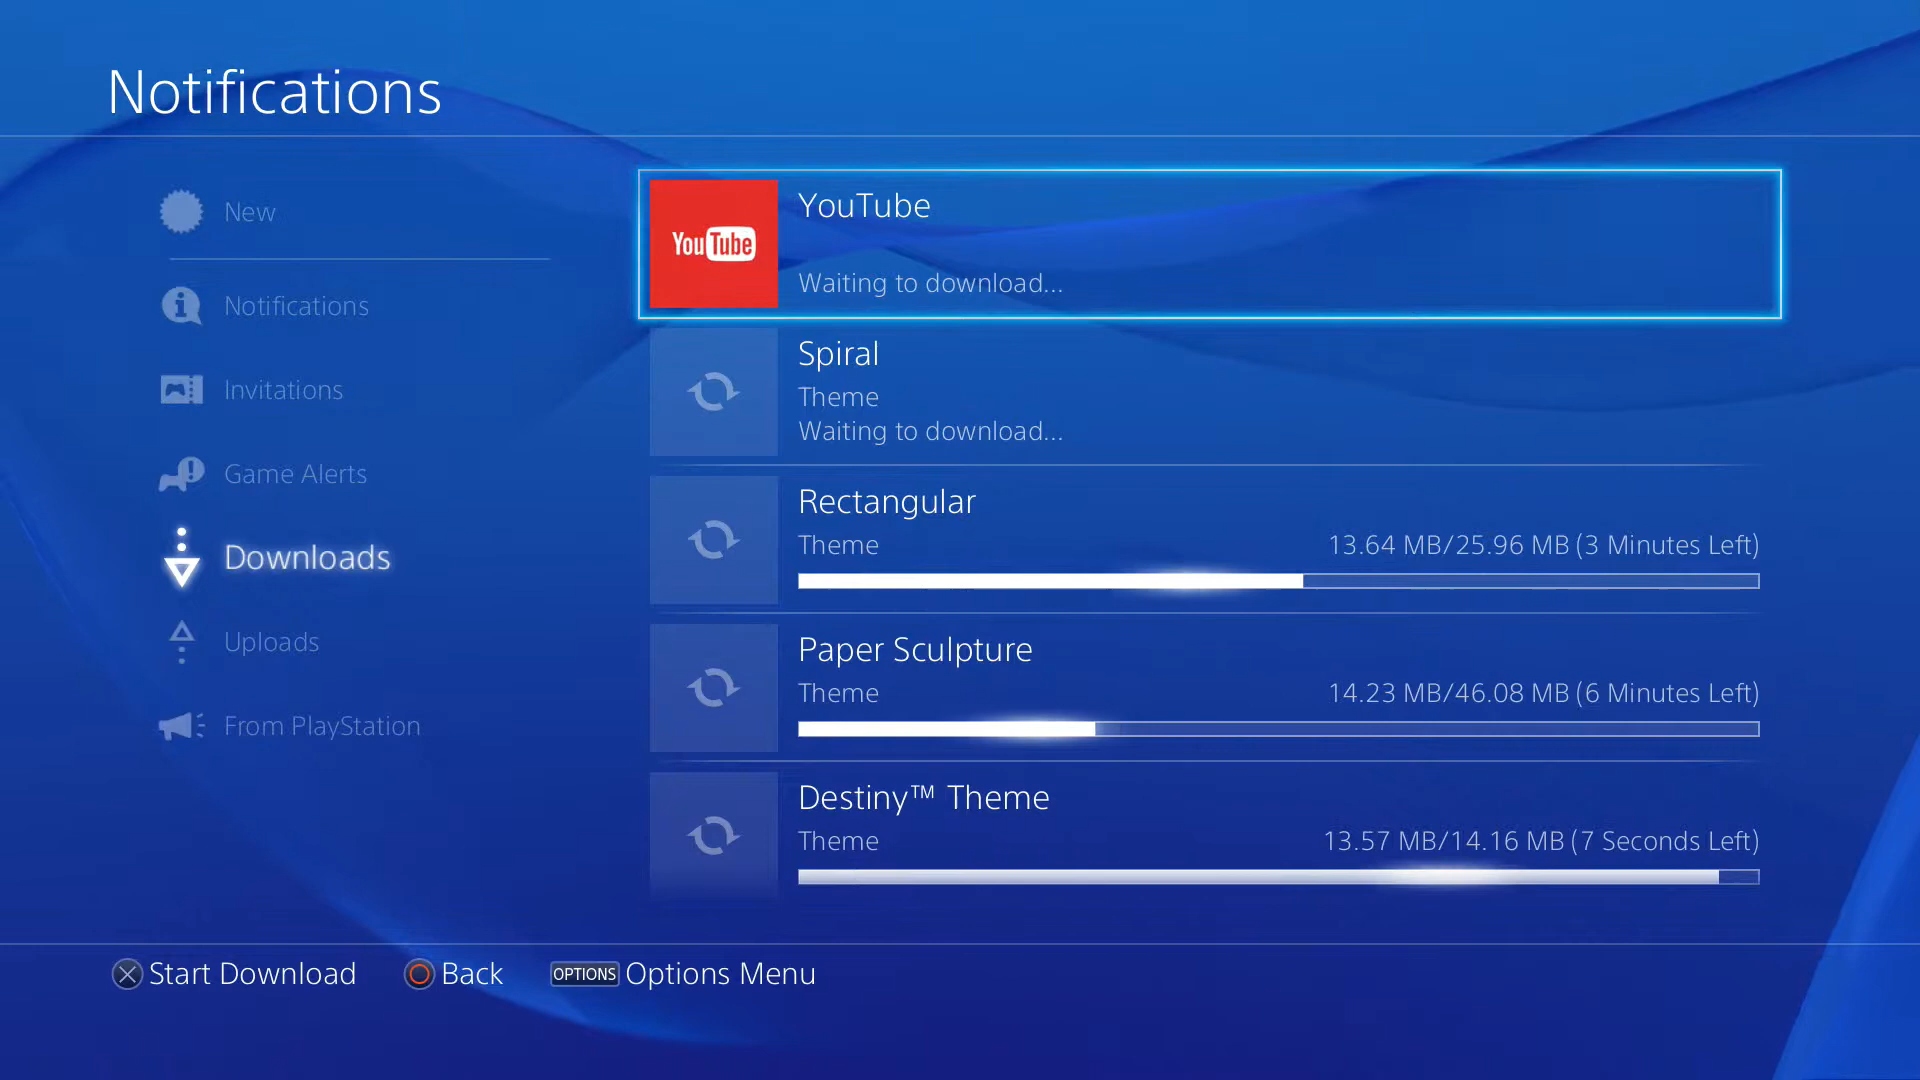 Notifications
New
Notifications
Invitations
Game Alerts
Downloads
Uploads
From PlayStation
YouTube
YouTube
Waiting to download...
Spiral
Theme
Waiting to download...
Rectangular
Theme 13.64 MB/25.96 MB (3 Minutes Left)
Paper Sculpture
Theme 14.23 MB/46.08 MB (6 Minutes Left)
Destiny™ Theme
Theme 13.57 MB/14.16 MB (7 Seconds Left)
Start Download Back OPTIONS Options Menu